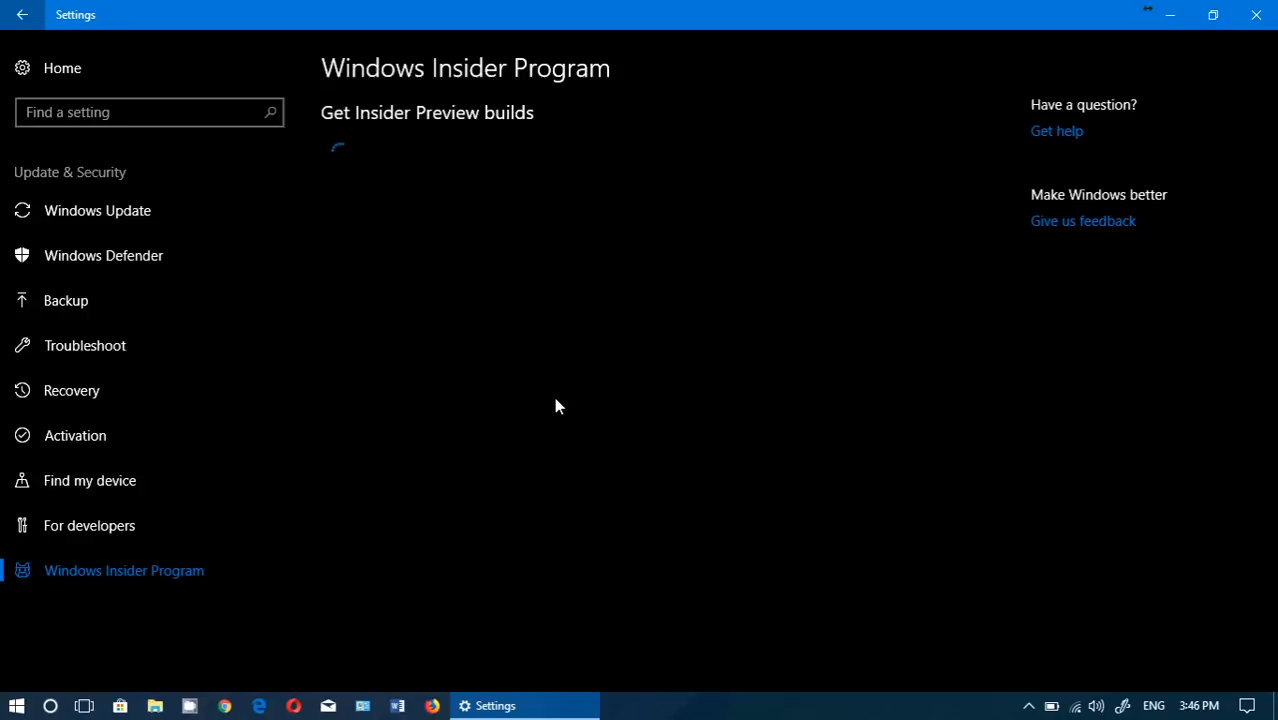 Settings
Home
Find a setting
Update & Security
Windows Update
Windows Defender
Backup
Troubleshoot
Recovery
Activation
Find my device
For developers
Windows Insider Program
Windows Insider Program
Get Insider Preview builds
Have a question?
Get help
Make Windows better
Give us feedback
Settings
ENG
3:46 PM